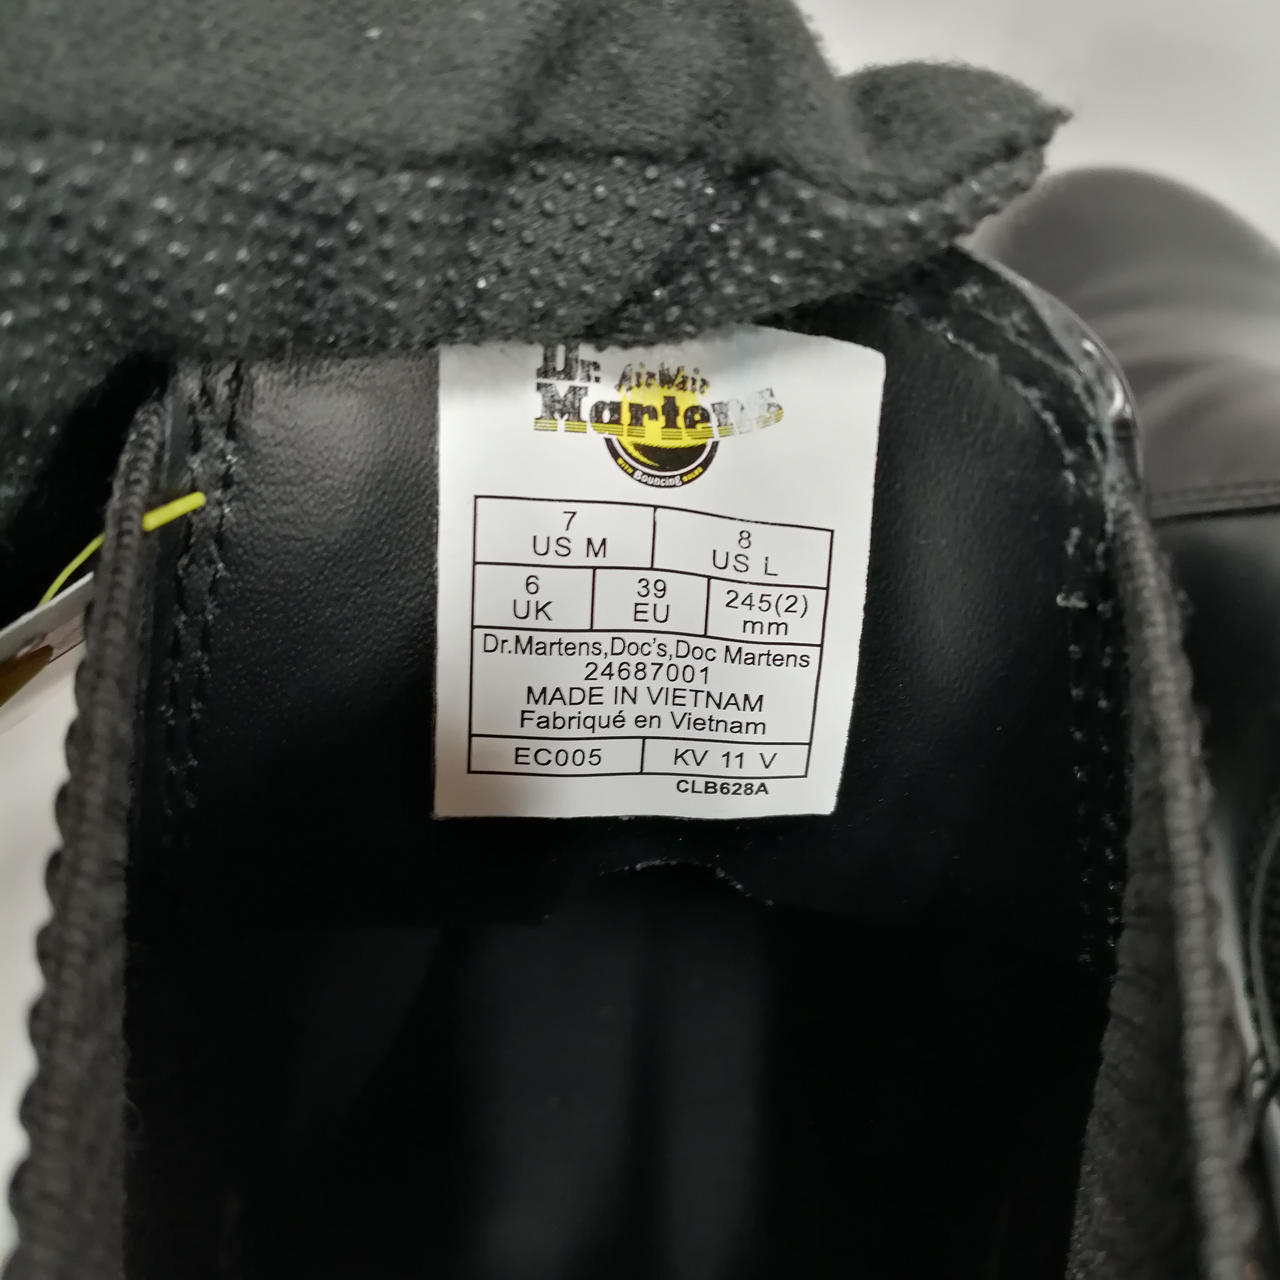 Dr. AirWair
Martens
WITH Bouncing SOLES
7
US M
8
US L
6
UK
39
EU
245(2)
mm
Dr.Martens,Doc's,Doc Martens
24687001
MADE IN VIETNAM
Fabriqué en Vietnam
EC005
KV 11 V
CLB628A